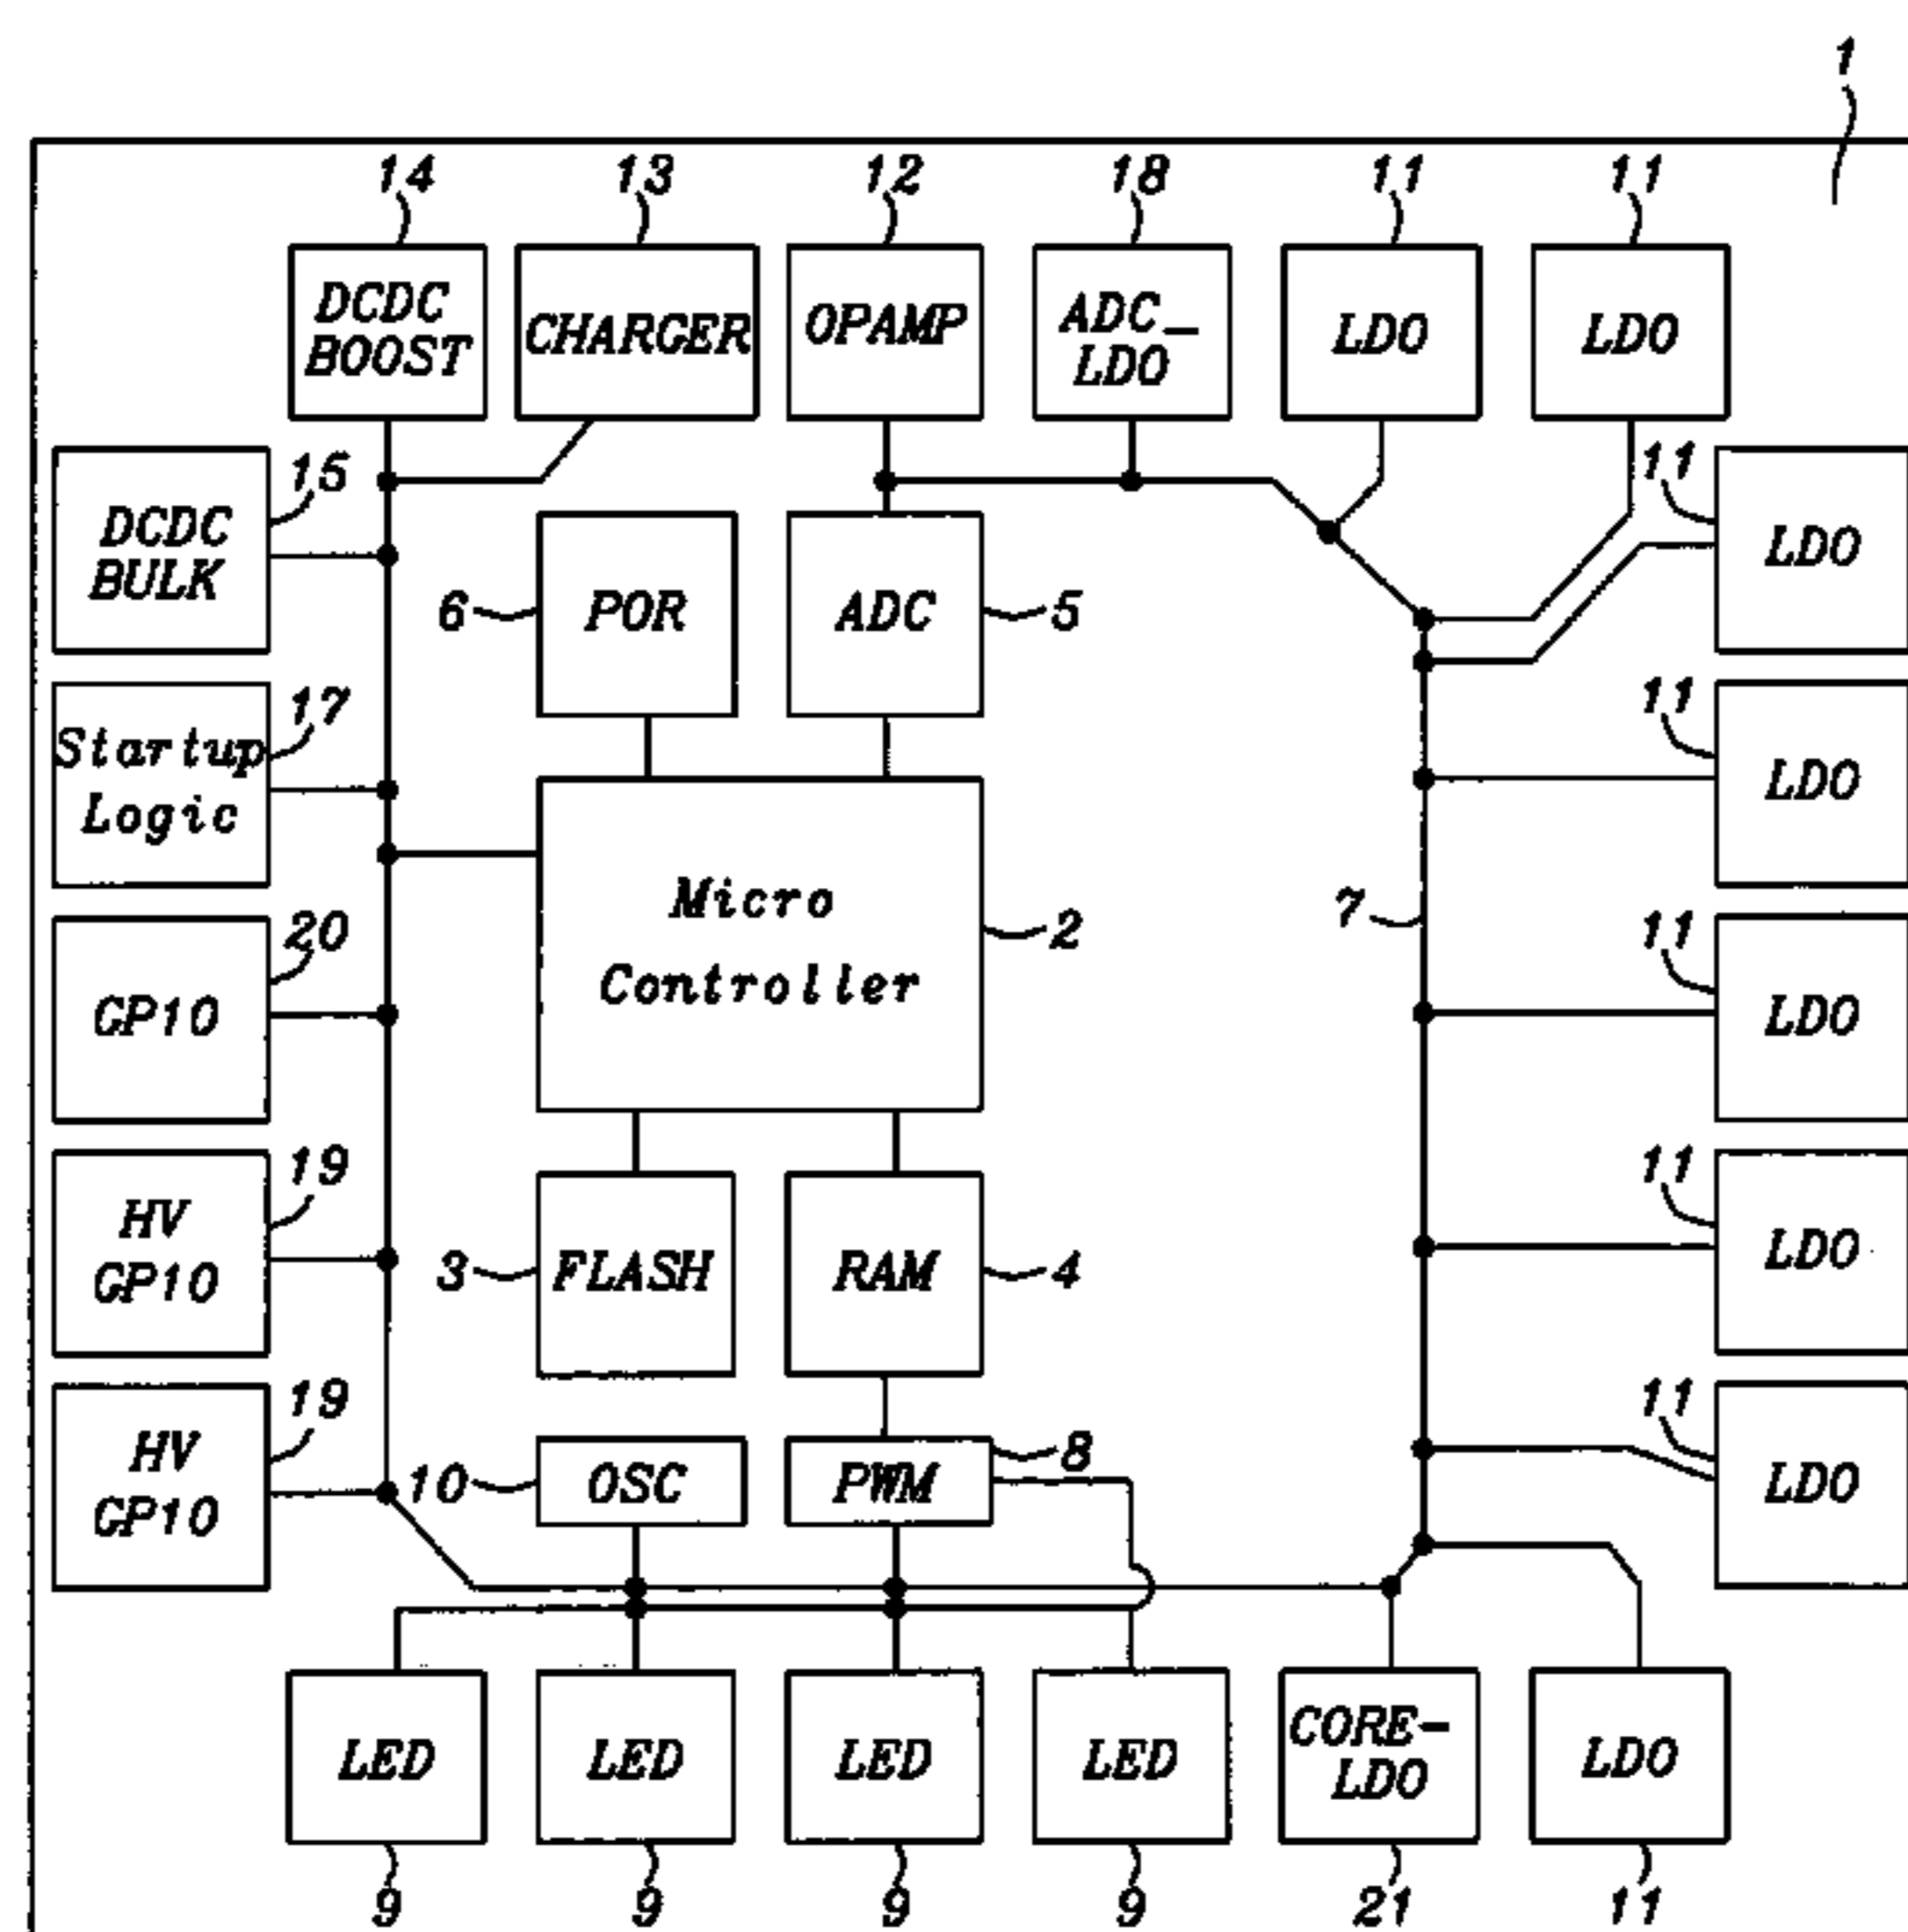 1
14 13 12 18 11 11
DCDC
BOOST
CHARGER
OPAMP
ADC_
LDO
LDO
LDO
DCDC
BULK
15
11
LDO
6
POR
ADC
5
Startup
Logic
17
11
LDO
Micro
Controller
2
7
GP10
20
11
LDO
HV
GP10
19
3
FLASH
RAM
4
11
LDO
HV
GP10
19
10
OSC
PWM
8
11
LDO
LED
LED
LED
LED
CORE-
LDO
LDO
9 9 9 9 21 11